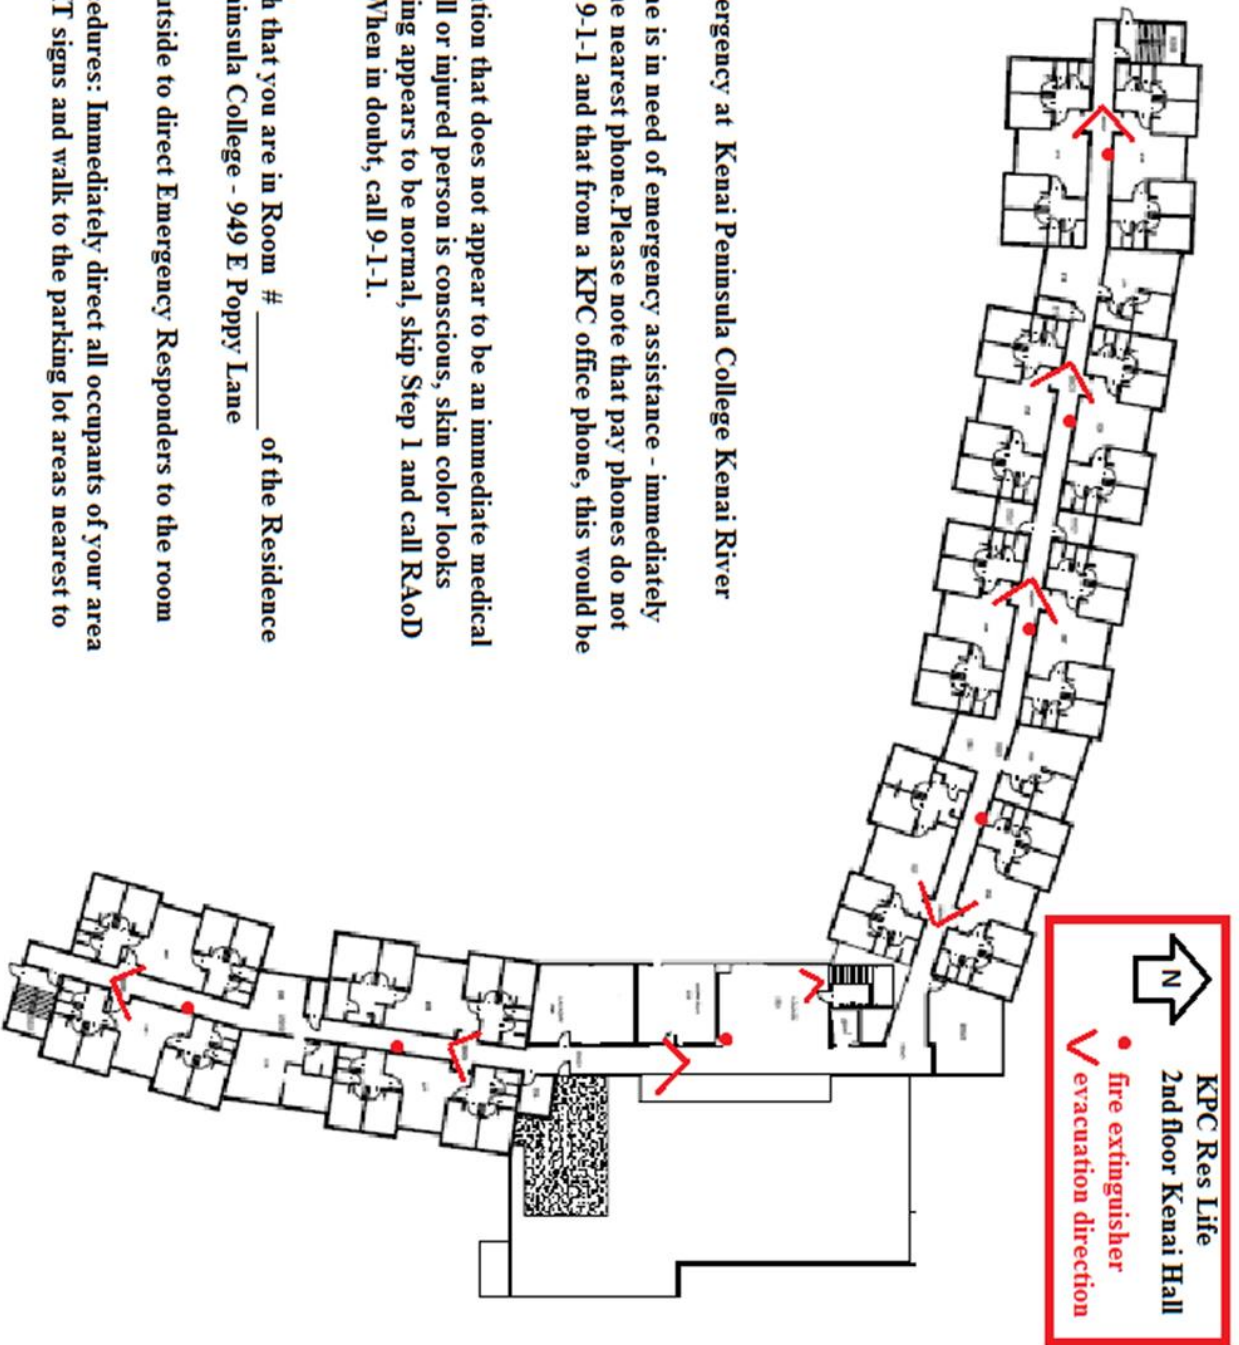 ergency at Kenai Peninsula College Kenai River
ne is in need of emergency assistance - immediately
ne nearest phone.Please note that pay phones do not
9-1-1 and that from a KPC office phone, this would be
tion that does not appear to be an immediate medical
ll or injured person is conscious, skin color looks
ing appears to be normal, skip Step 1 and call RAoD
When in doubt, call 9-1-1.
h that you are in Room # ______ of the Residence
ninsula College - 949 E Poppy Lane
utside to direct Emergency Responders to the room
edures: Immediately direct all occupants of your area
T signs and walk to the parking lot areas nearest to
KPC Res Life
2nd floor Kenai Hall
fire extinguisher
evacuation direction
N